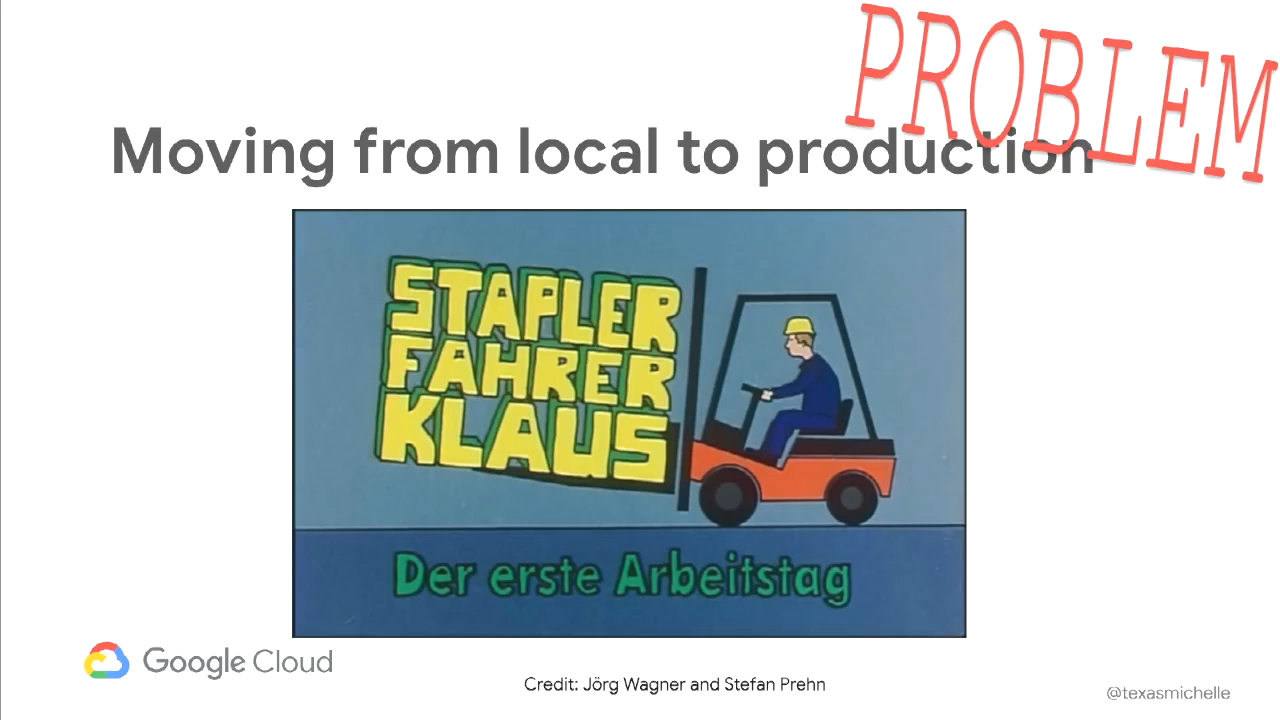 PROBLEM
Moving from local to production
STAPLER
FAHRER
KLAUS
Der erste Arbeitstag
Google Cloud
Credit: Jörg Wagner and Stefan Prehn
@texasmichelle